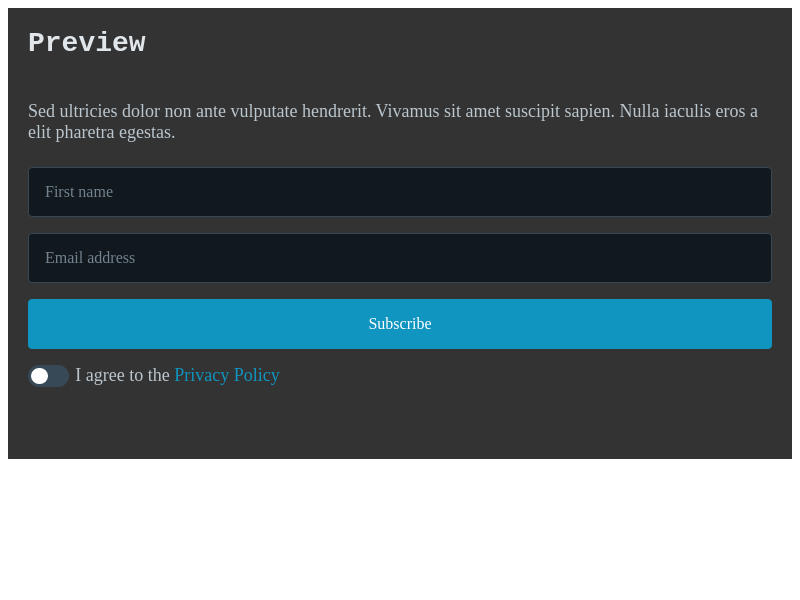 Preview
Sed ultricies dolor non ante vulputate hendrerit. Vivamus sit amet suscipit sapien. Nulla iaculis eros a
elit pharetra egestas.
First name
Email address
Subscribe
I agree to the Privacy Policy